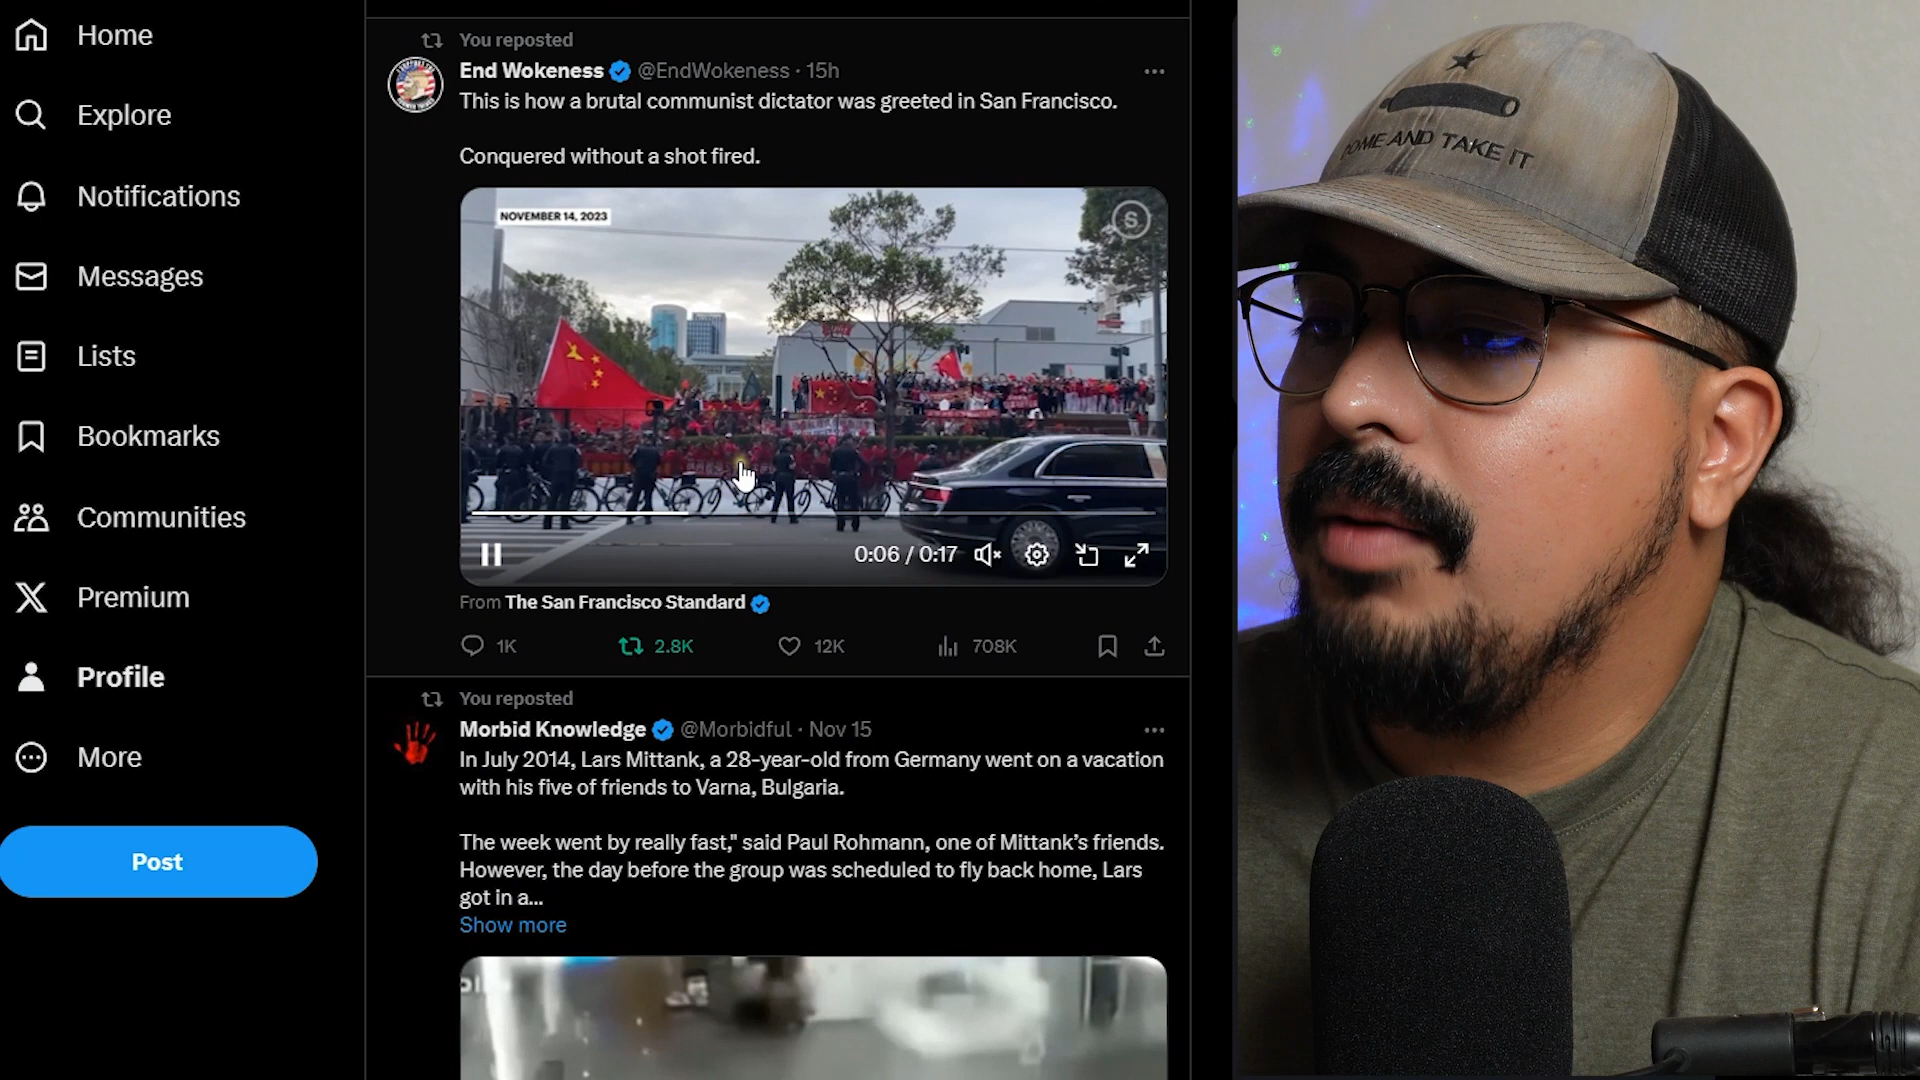 Home
Explore
Notifications
Messages
Lists
Bookmarks
Communities
Premium
Profile
More
Post
You reposted
End Wokeness @EndWokeness · 15h
This is how a brutal communist dictator was greeted in San Francisco.
Conquered without a shot fired.
NOVEMBER 14, 2023
S
0:06 / 0:17
From The San Francisco Standard
1K 2.8K 12K 708K
You reposted
Morbid Knowledge @Morbidful · Nov 15
In July 2014, Lars Mittank, a 28-year-old from Germany went on a vacation
with his five of friends to Varna, Bulgaria.
The week went by really fast," said Paul Rohmann, one of Mittank’s friends.
However, the day before the group was scheduled to fly back home, Lars
got in a...
Show more
COME AND TAKE IT